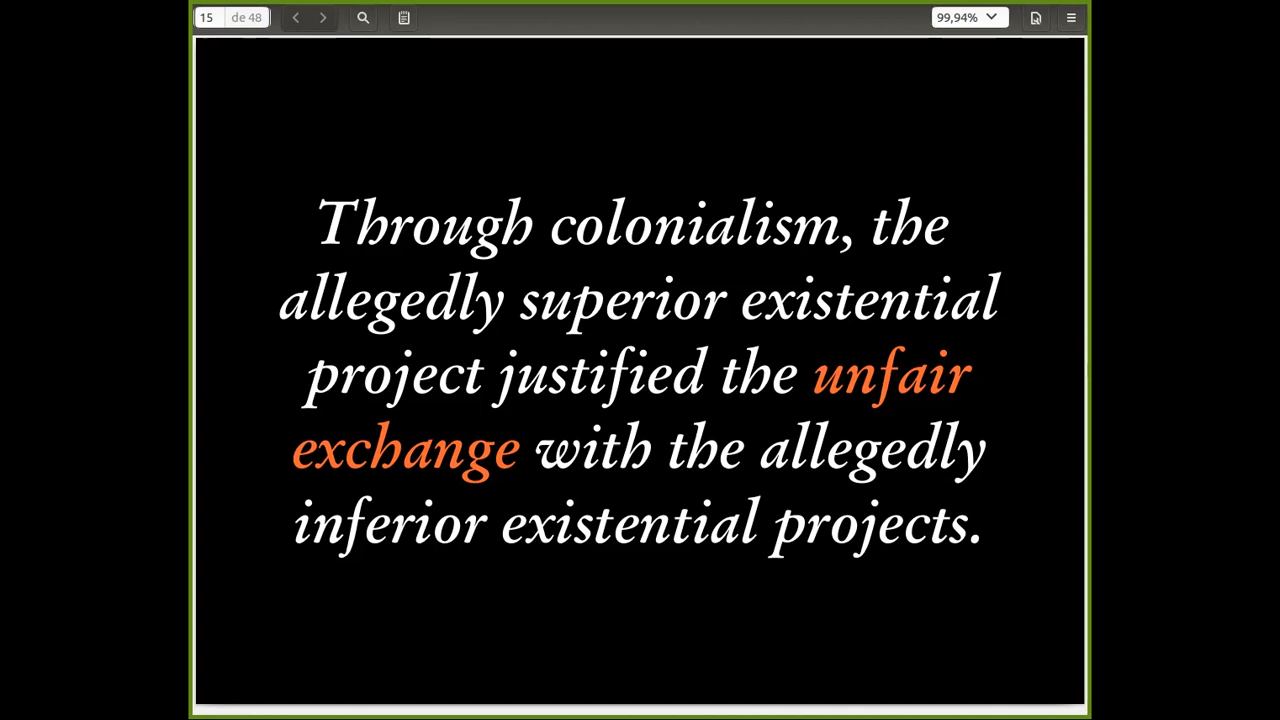 15 de 48 99,94%
Through colonialism, the
allegedly superior existential
project justified the unfair
exchange with the allegedly
inferior existential projects.